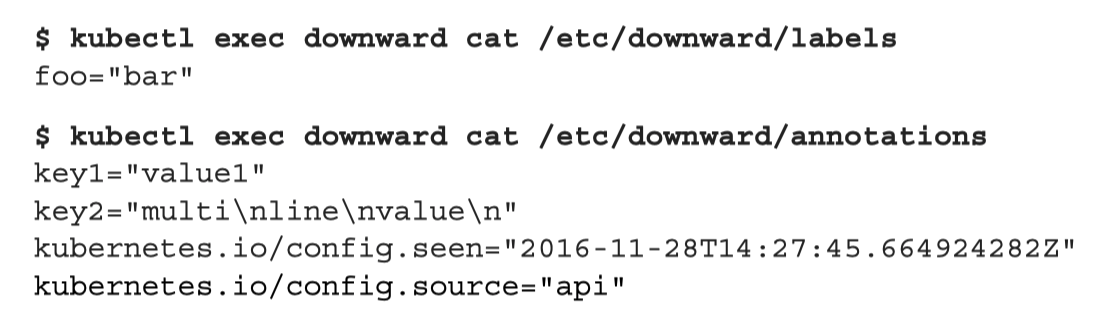 $ kubectl exec downward cat /etc/downward/labels
foo="bar"
$ kubectl exec downward cat /etc/downward/annotations
key1="value1"
key2="multi\nline\nvalue\n"
kubernetes.io/config.seen="2016-11-28T14:27:45.664924282Z"
kubernetes.io/config.source="api"